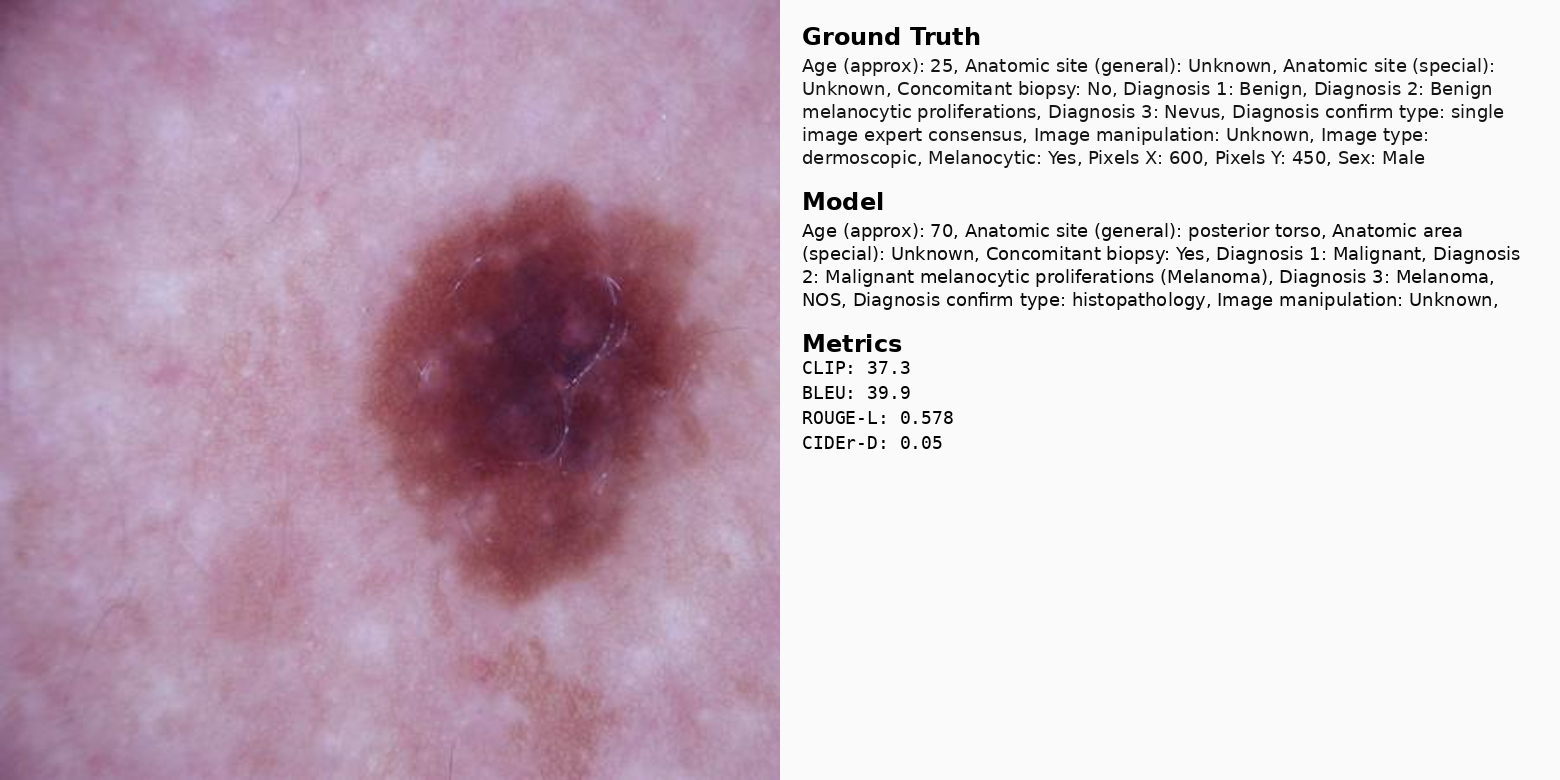 Ground Truth
Age (approx): 25, Anatomic site (general): Unknown, Anatomic site (special):
Unknown, Concomitant biopsy: No, Diagnosis 1: Benign, Diagnosis 2: Benign
melanocytic proliferations, Diagnosis 3: Nevus, Diagnosis confirm type: single
image expert consensus, Image manipulation: Unknown, Image type:
dermoscopic, Melanocytic: Yes, Pixels X: 600, Pixels Y: 450, Sex: Male
Model
Age (approx): 70, Anatomic site (general): posterior torso, Anatomic area
(special): Unknown, Concomitant biopsy: Yes, Diagnosis 1: Malignant, Diagnosis
2: Malignant melanocytic proliferations (Melanoma), Diagnosis 3: Melanoma,
NOS, Diagnosis confirm type: histopathology, Image manipulation: Unknown,
Metrics
CLIP: 37.3
BLEU: 39.9
ROUGE-L: 0.578
CIDEr-D: 0.05